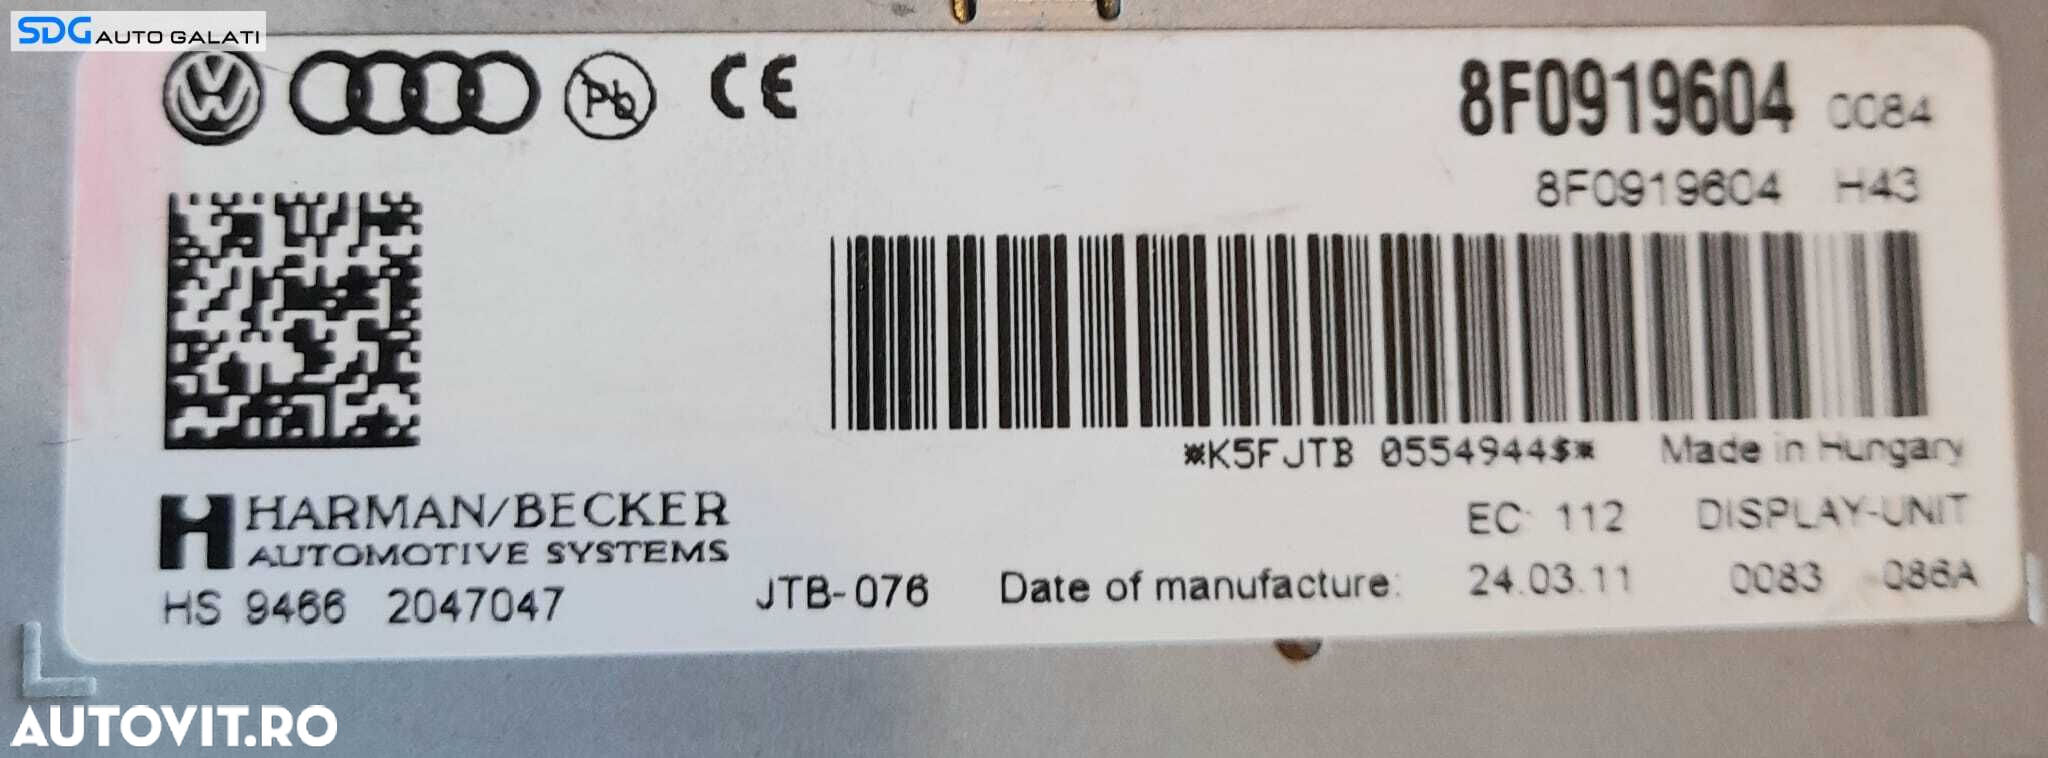 SDG AUTO GALATI
Pb CE
8F0919604 0084
8F0919604 H43
*K5FJTB 0554944$* Made in Hungary
HARMAN/BECKER
AUTOMOTIVE SYSTEMS
EC 112 DISPLAY-UNIT
HS 9466 2047047 JTB-076 Date of manufacture: 24.03.11 0083 086A
AUTOVIT.RO